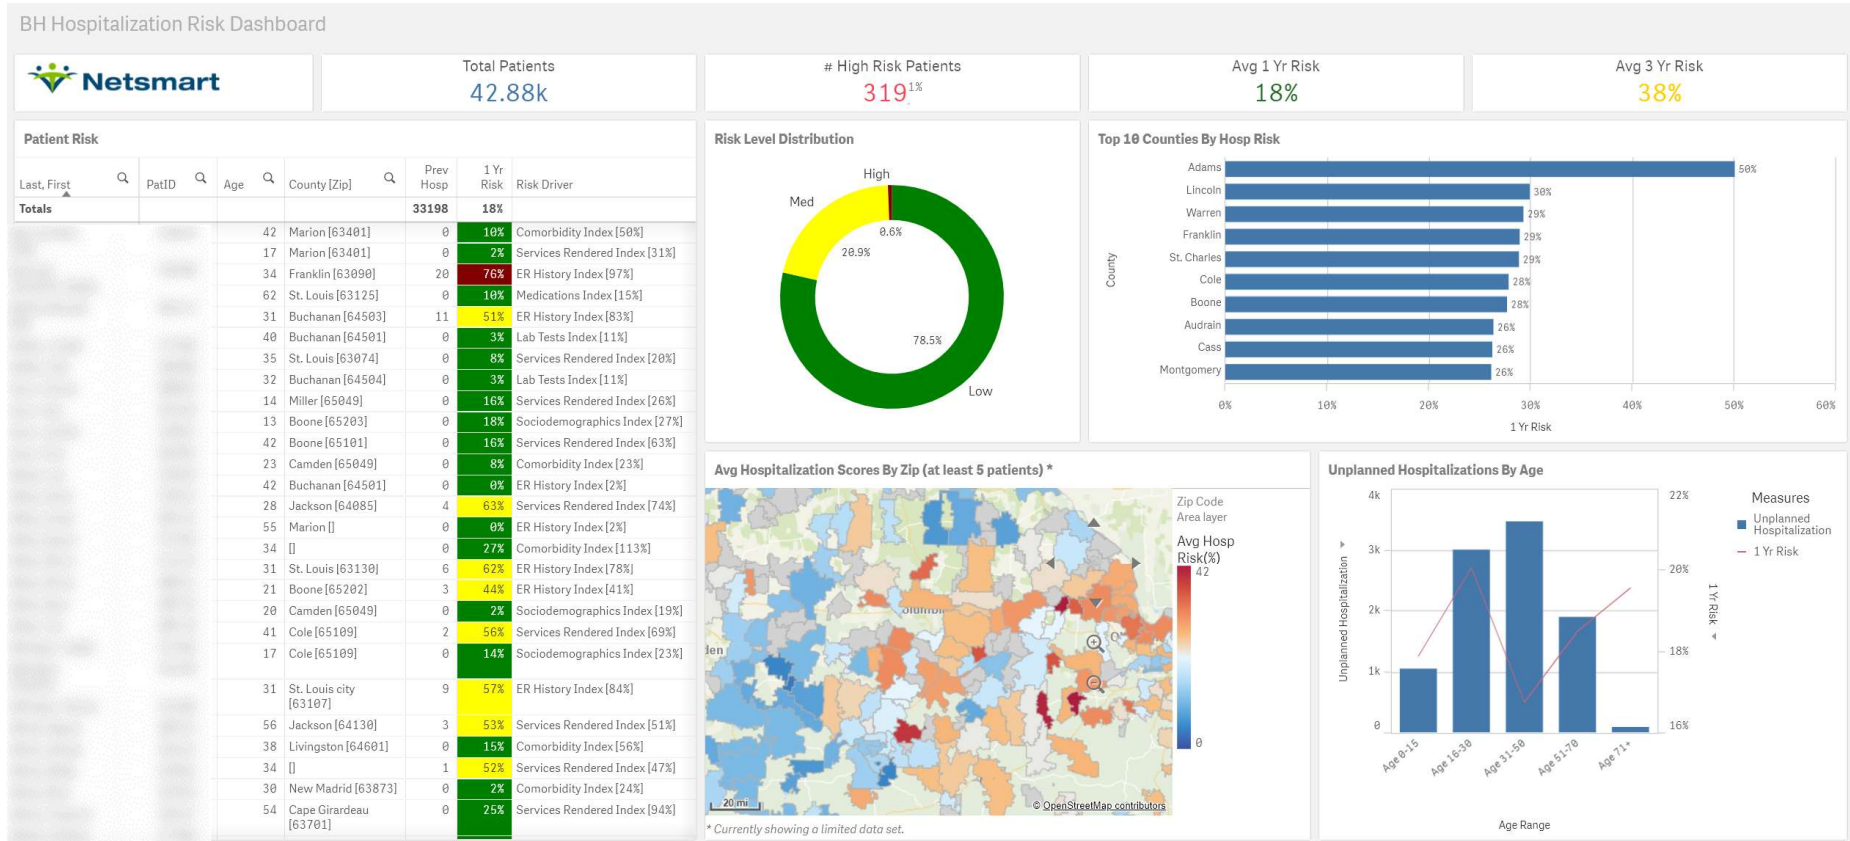 BH Hospitalization Risk Dashboard
Netsmart
Total Patients
42.88k
# High Risk Patients
319 1%
Avg 1 Yr Risk
18%
Avg 3 Yr Risk
38%
Patient Risk
Last, First PatID Age County [Zip] Prev Hosp 1 Yr Risk Risk Driver
Totals 33198 18%
42 Marion [63401] 0 10% Comorbidity Index [50%]
17 Marion [63401] 0 2% Services Rendered Index [31%]
34 Franklin [63090] 20 76% ER History Index [97%]
62 St. Louis [63125] 0 10% Medications Index [15%]
31 Buchanan [64503] 11 51% ER History Index [83%]
40 Buchanan [64501] 0 3% Lab Tests Index [11%]
35 St. Louis [63074] 0 8% Services Rendered Index [20%]
32 Buchanan [64504] 0 3% Lab Tests Index [11%]
14 Miller [65049] 0 16% Services Rendered Index [26%]
13 Boone [65203] 0 18% Sociodemographics Index [27%]
42 Boone [65101] 0 16% Services Rendered Index [63%]
23 Camden [65049] 0 8% Comorbidity Index [23%]
42 Buchanan [64501] 0 0% ER History Index [2%]
28 Jackson [64085] 4 63% Services Rendered Index [74%]
55 Marion [] 0 0% ER History Index [2%]
34 [] 0 27% Comorbidity Index [113%]
31 St. Louis [63130] 6 62% ER History Index [78%]
21 Boone [65202] 3 44% ER History Index [41%]
20 Camden [65049] 0 2% Sociodemographics Index [19%]
41 Cole [65109] 2 56% Services Rendered Index [69%]
17 Cole [65109] 0 14% Sociodemographics Index [23%]
31 St. Louis city 9 57% ER History Index [84%]
[63107]
56 Jackson [64130] 3 53% Services Rendered Index [51%]
38 Livingston [64601] 0 15% Comorbidity Index [56%]
34 [] 1 52% Services Rendered Index [47%]
30 New Madrid [63873] 0 2% Comorbidity Index [24%]
54 Cape Girardeau 0 25% Services Rendered Index [94%]
[63701]
Risk Level Distribution
High
Med
0.6%
20.9%
78.5%
Low
Top 10 Counties By Hosp Risk
County
Adams 50%
Lincoln 30%
Warren 29%
Franklin 29%
St. Charles 29%
Cole 28%
Boone 28%
Audrain 26%
Cass 26%
Montgomery 26%
0% 10% 20% 30% 40% 50% 60%
1 Yr Risk
Avg Hospitalization Scores By Zip (at least 5 patients) *
Zip Code
Area layer
Avg Hosp
Risk(%)
42
0
20 mi
© OpenStreetMap contributors
* Currently showing a limited data set.
Unplanned Hospitalizations By Age
4k 22%
3k 20%
2k 18%
1k 16%
0
Unplanned Hospitalization
1 Yr Risk
Age 0-15 Age 16-30 Age 31-50 Age 51-70 Age 71+
Age Range
Measures
Unplanned
Hospitalization
1 Yr Risk